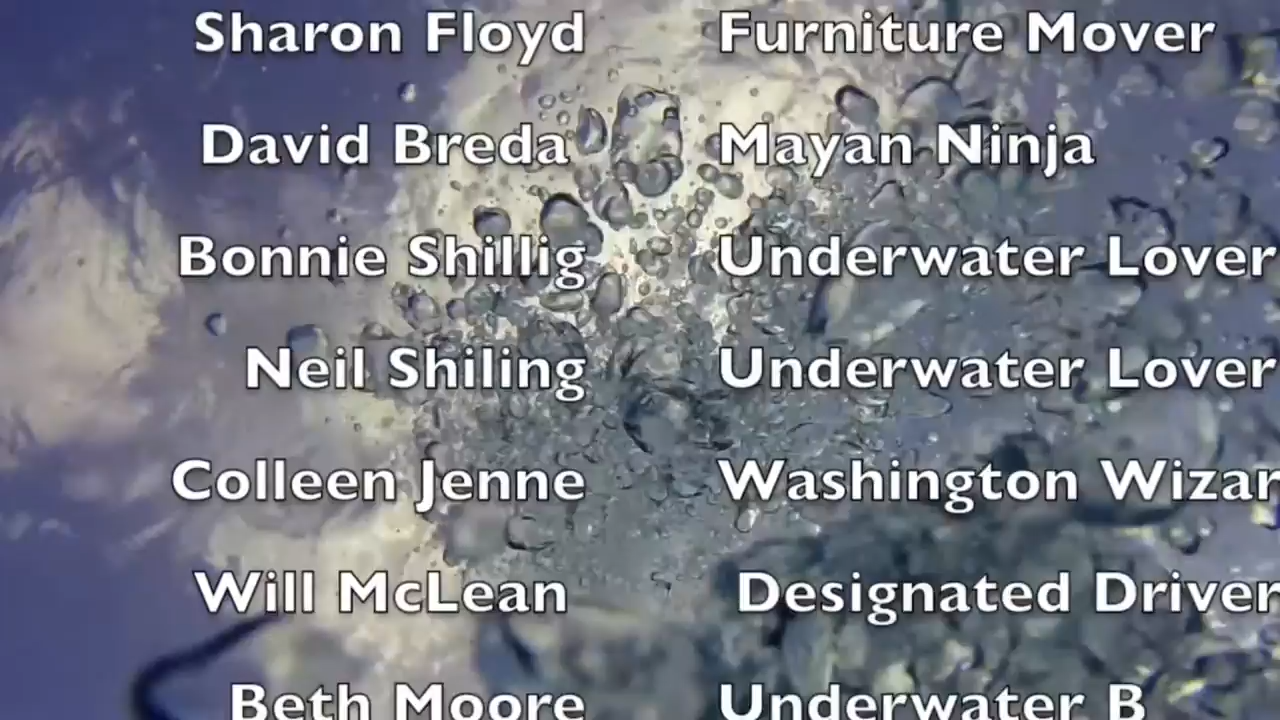 Sharon Floyd Furniture Mover
David Breda Mayan Ninja
Bonnie Shillig Underwater Lover
Neil Shiling Underwater Lover
Colleen Jenne Washington Wizar
Will McLean Designated Driver
Beth Moore Underwater B